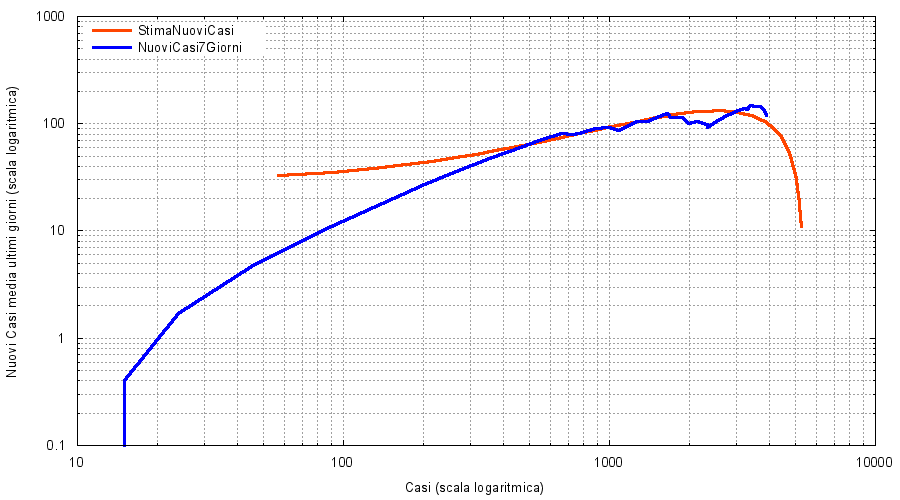 1000
100
10
1
0.1
StimaNuoviCasi
NuoviCasi7Giorni
Nuovi Casi media ultimi giorni (scala logaritmica)
10
100
1000
10000
Casi (scala logaritmica)